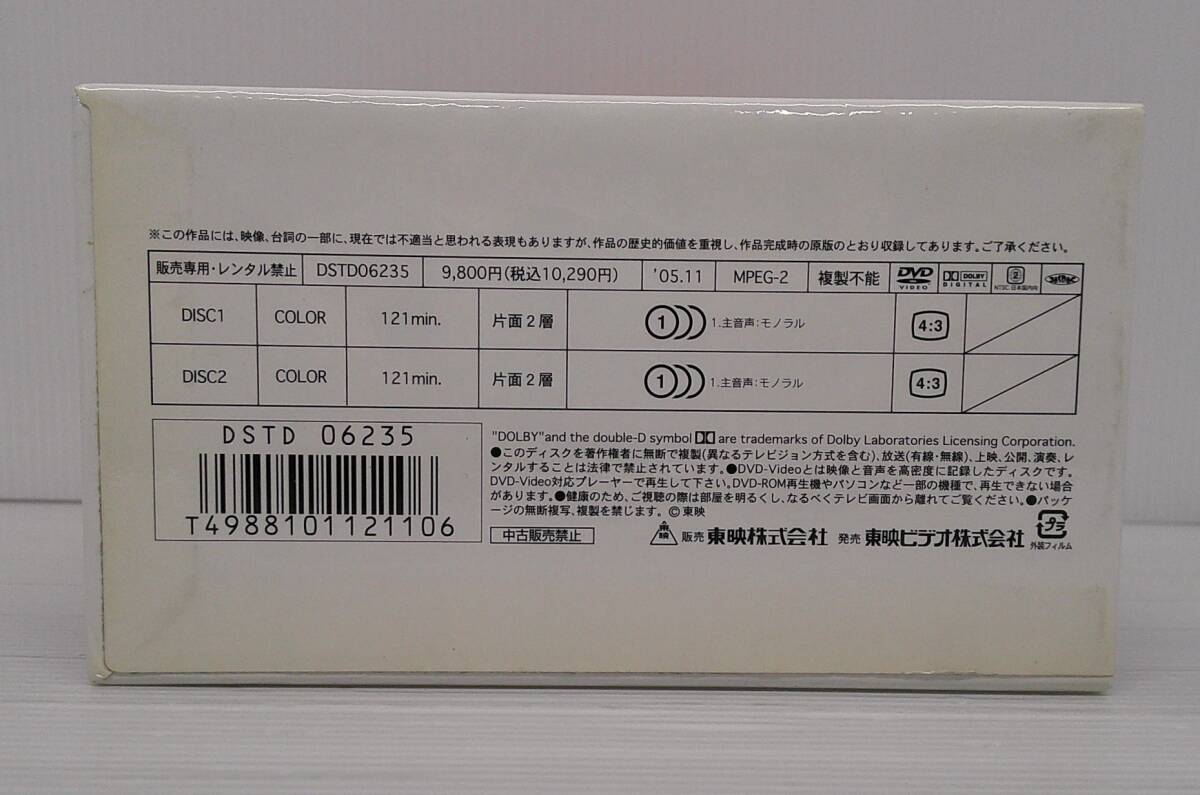 ※この作品には、映像、台詞の一部に、現在では不適当と思われる表現もありますが、作品の歴史的価値を重視し、作品完成時の原版のとおり収録してあります。ご了承ください。
販売専用・レンタル禁止 DSTD06235 9,800円(税込10,290円) '05.11 MPEG-2 複製不能 DVD VIDEO DOLBY DIGITAL 2 NTSC 日本国内向
DISC1 COLOR 121min. 片面2層 1 1.主音声:モノラル 4:3
DISC2 COLOR 121min. 片面2層 1 1.主音声:モノラル 4:3
DSTD 06235
T4988101121106
"DOLBY"and the double-D symbol are trademarks of Dolby Laboratories Licensing Corporation.
●このディスクを著作権者に無断で複製(異なるテレビジョン方式を含む)、放送(有線・無線)、上映、公開、演奏、レ
ンタルすることは法律で禁止されています。●DVD-Videoとは映像と音声を高密度に記録したディスクです。
DVD-Video対応プレーヤーで再生して下さい。DVD-ROM再生機やパソコンなど一部の機種で、再生できない場合
があります。●健康のため、ご視聴の際は部屋を明るくし、なるべくテレビ画面から離れてご覧ください。●パッケ
ージの無断複写、複製を禁じます。 ©東映
中古販売禁止 東映 販売 東映株式会社 発売 東映ビデオ株式会社 プラ 外装フィルム